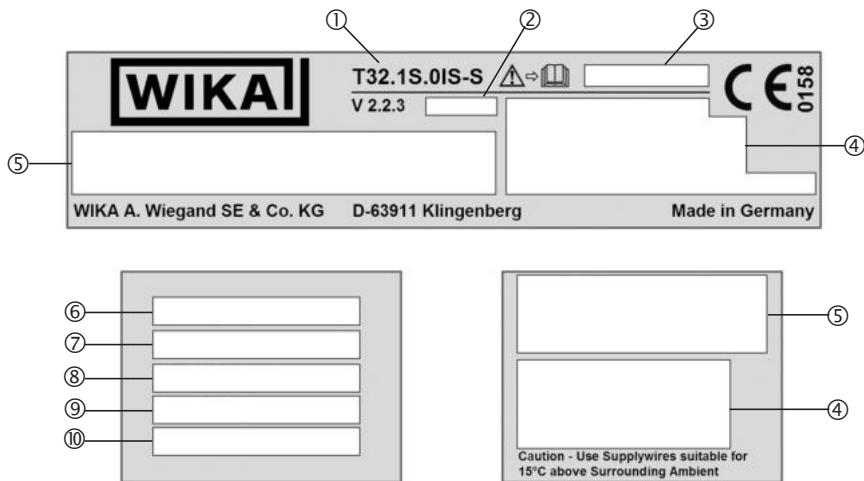 ① ② ③
WIKA T32.1S.0IS-S CE 0158
V 2.2.3
④
⑤
WIKA A. Wiegand SE & Co. KG D-63911 Klingenberg Made in Germany
⑥ ⑤
⑦
⑧
⑨ ④
⑩
Caution - Use Supplywires suitable for
15°C above Surrounding Ambient